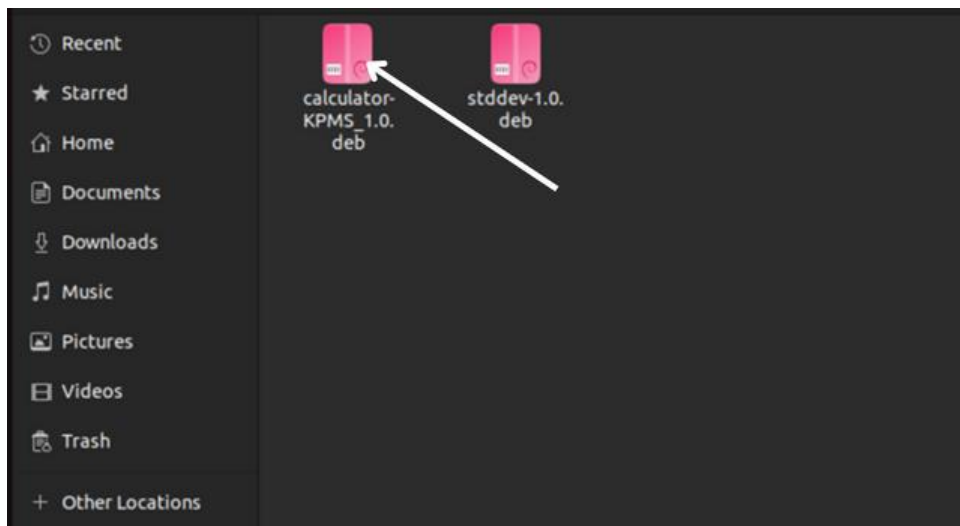 Recent
Starred
Home
Documents
Downloads
Music
Pictures
Videos
Trash
Other Locations
calculator-
KPMS_1.0.
deb
stddev-1.0.
deb